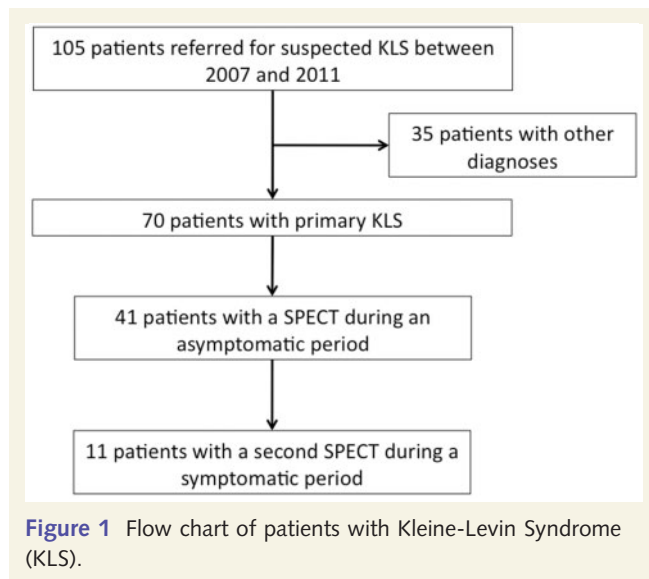 105 patients referred for suspected KLS between
2007 and 2011
35 patients with other
diagnoses
70 patients with primary KLS
41 patients with a SPECT during an
asymptomatic period
11 patients with a second SPECT during a
symptomatic period
Figure 1 Flow chart of patients with Kleine-Levin Syndrome
(KLS).